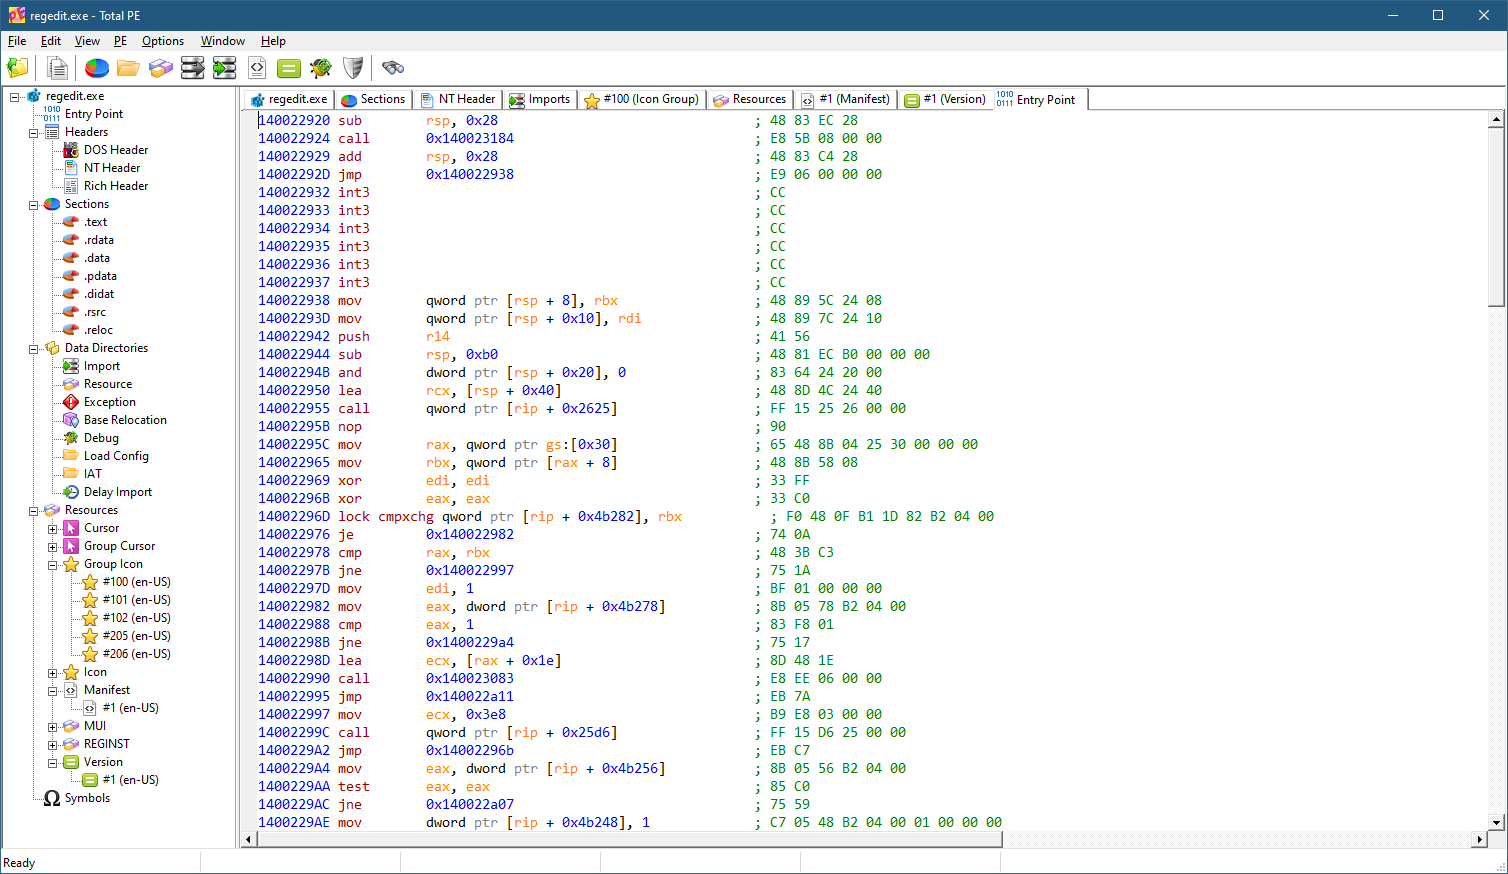 regedit.exe - Total PE
File Edit View PE Options Window Help
regedit.exe
Entry Point
Headers
DOS Header
NT Header
Rich Header
Sections
.text
.rdata
.data
.pdata
.didat
.rsrc
.reloc
Data Directories
Import
Resource
Exception
Base Relocation
Debug
Load Config
IAT
Delay Import
Resources
Cursor
Group Cursor
Group Icon
#100 (en-US)
#101 (en-US)
#102 (en-US)
#205 (en-US)
#206 (en-US)
Icon
Manifest
#1 (en-US)
MUI
REGINST
Version
#1 (en-US)
Symbols
regedit.exe Sections NT Header Imports #100 (Icon Group) Resources #1 (Manifest) #1 (Version) Entry Point
140022920 sub rsp, 0x28 ; 48 83 EC 28
140022924 call 0x140023184 ; E8 5B 08 00 00
140022929 add rsp, 0x28 ; 48 83 C4 28
14002292D jmp 0x140022938 ; E9 06 00 00 00
140022932 int3 ; CC
140022933 int3 ; CC
140022934 int3 ; CC
140022935 int3 ; CC
140022936 int3 ; CC
140022937 int3 ; CC
140022938 mov qword ptr [rsp + 8], rbx ; 48 89 5C 24 08
14002293D mov qword ptr [rsp + 0x10], rdi ; 48 89 7C 24 10
140022942 push r14 ; 41 56
140022944 sub rsp, 0xb0 ; 48 81 EC B0 00 00 00
14002294B and dword ptr [rsp + 0x20], 0 ; 83 64 24 20 00
140022950 lea rcx, [rsp + 0x40] ; 48 8D 4C 24 40
140022955 call qword ptr [rip + 0x2625] ; FF 15 25 26 00 00
14002295B nop ; 90
14002295C mov rax, qword ptr gs:[0x30] ; 65 48 8B 04 25 30 00 00 00
140022965 mov rbx, qword ptr [rax + 8] ; 48 8B 58 08
140022969 xor edi, edi ; 33 FF
14002296B xor eax, eax ; 33 C0
14002296D lock cmpxchg qword ptr [rip + 0x4b282], rbx ; F0 48 0F B1 1D 82 B2 04 00
140022976 je 0x140022982 ; 74 0A
140022978 cmp rax, rbx ; 48 3B C3
14002297B jne 0x140022997 ; 75 1A
14002297D mov edi, 1 ; BF 01 00 00 00
140022982 mov eax, dword ptr [rip + 0x4b278] ; 8B 05 78 B2 04 00
140022988 cmp eax, 1 ; 83 F8 01
14002298B jne 0x1400229a4 ; 75 17
14002298D lea ecx, [rax + 0x1e] ; 8D 48 1E
140022990 call 0x140023083 ; E8 EE 06 00 00
140022995 jmp 0x140022a11 ; EB 7A
140022997 mov ecx, 0x3e8 ; B9 E8 03 00 00
14002299C call qword ptr [rip + 0x25d6] ; FF 15 D6 25 00 00
1400229A2 jmp 0x14002296b ; EB C7
1400229A4 mov eax, dword ptr [rip + 0x4b256] ; 8B 05 56 B2 04 00
1400229AA test eax, eax ; 85 C0
1400229AC jne 0x140022a07 ; 75 59
1400229AE mov dword ptr [rip + 0x4b248], 1 ; C7 05 48 B2 04 00 01 00 00 00
Ready